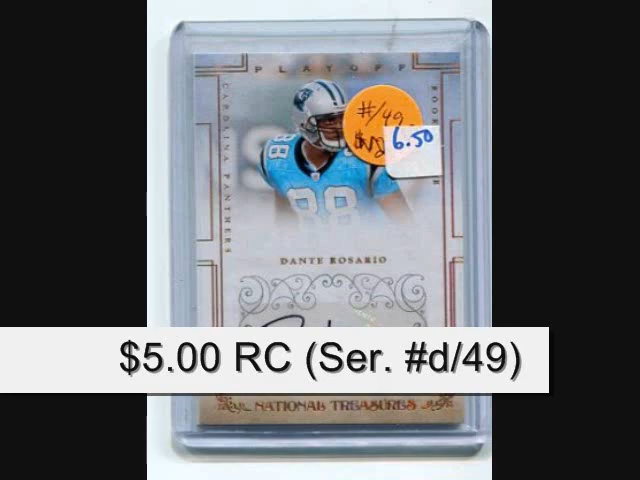 PLAYOFF
CAROLINA PANTHERS
#/49
6.50
88
DANTE ROSARIO
$5.00 RC (Ser. #d/49)
NATIONAL TREASURES